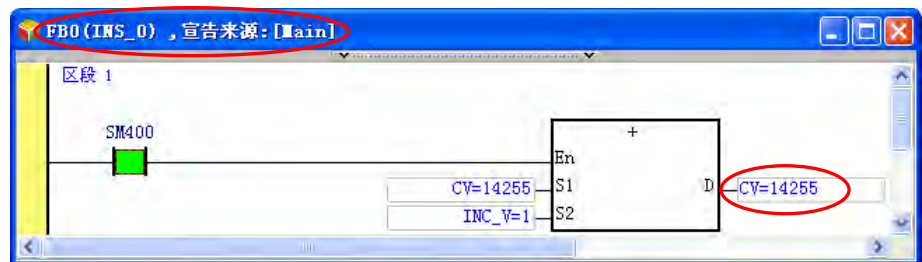 FB0(INS_0) ,宣告来源:[Main]
区段 1
SM400
+
En
CV=14255 S1 D CV=14255
INC_V=1 S2